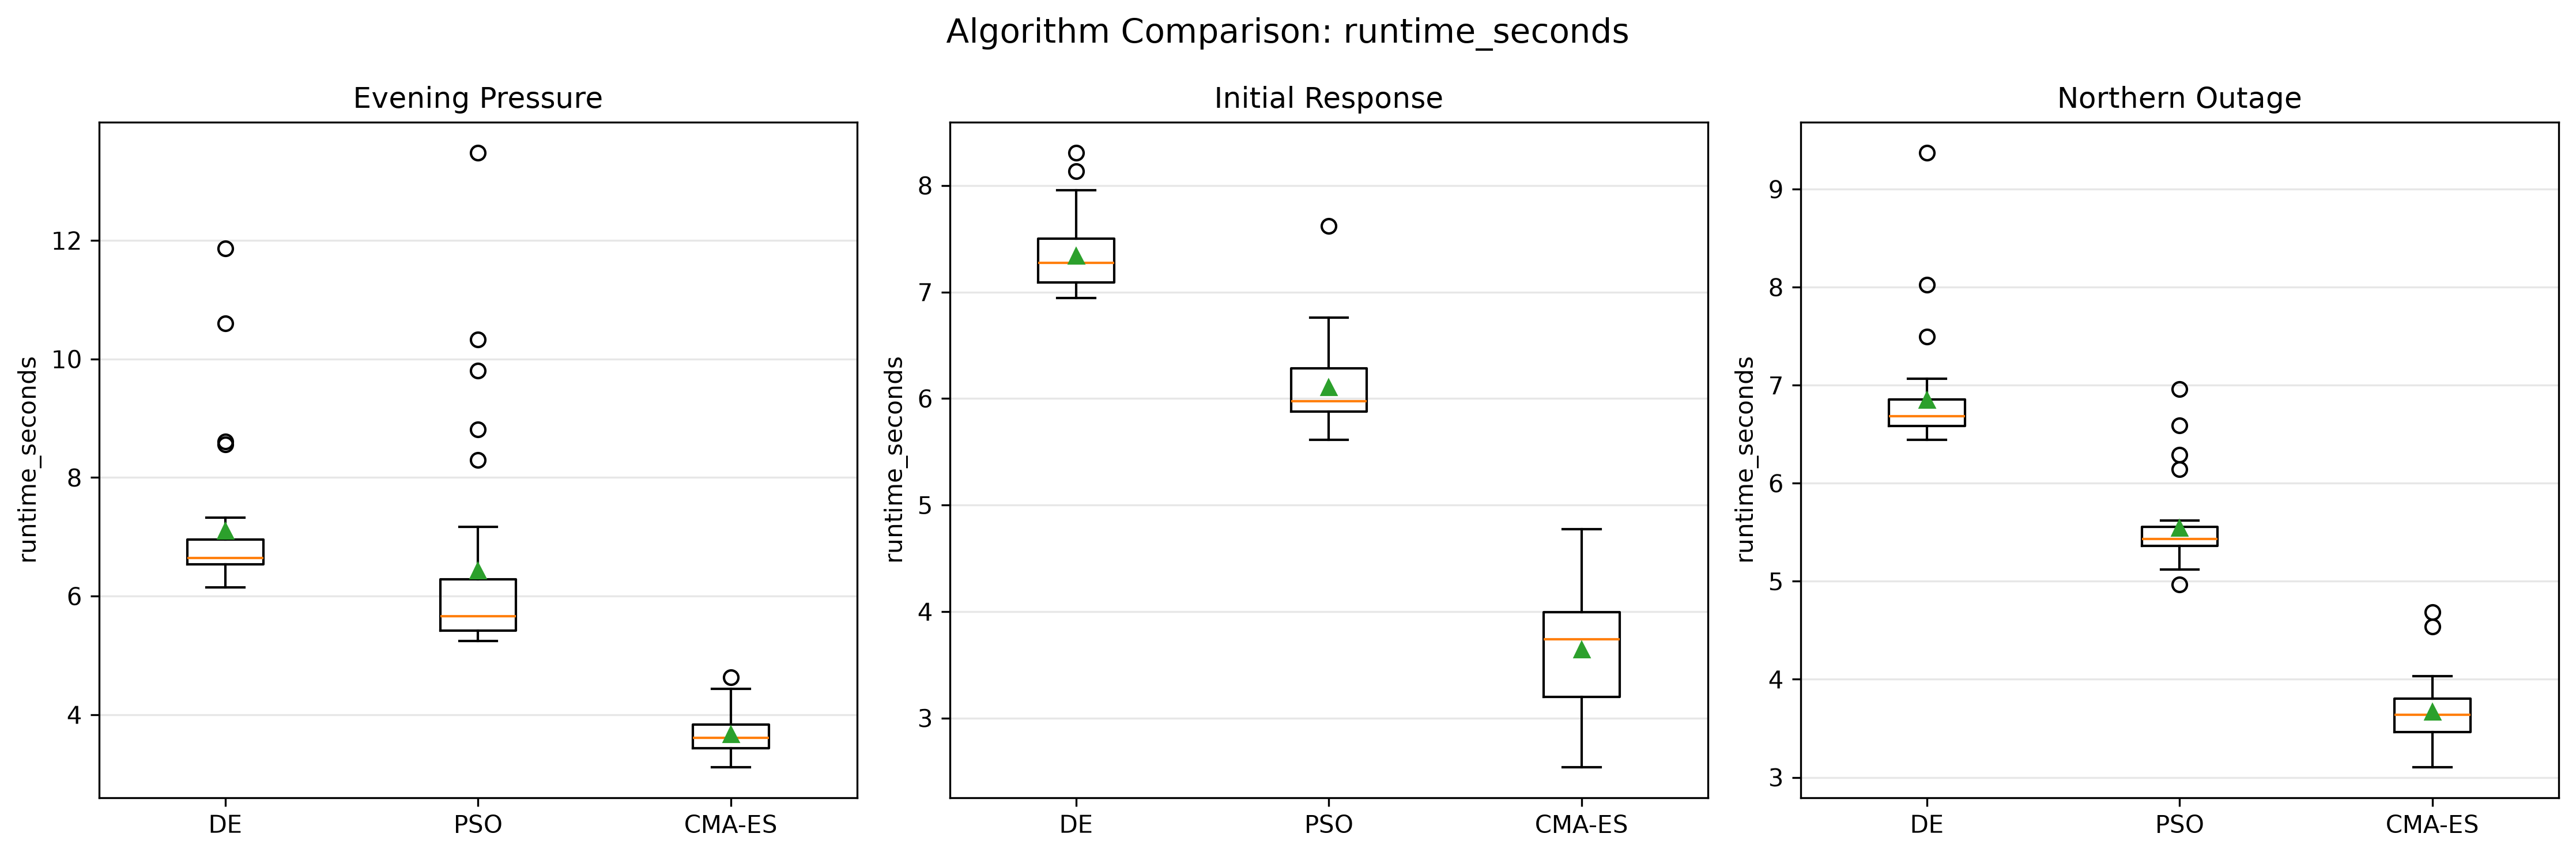 Algorithm Comparison: runtime_seconds
Evening Pressure
runtime_seconds
12
10
8
6
4
DE PSO CMA-ES
Initial Response
runtime_seconds
8
7
6
5
4
3
DE PSO CMA-ES
Northern Outage
runtime_seconds
9
8
7
6
5
4
3
DE PSO CMA-ES